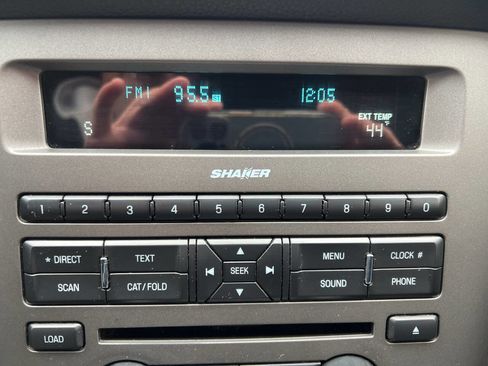 FM1 95.5 ST 12:05
EXT TEMP
S 44°F
SHAKER
1 2 3 4 5 6 7 8 9 0
* DIRECT TEXT SEEK MENU CLOCK #
SCAN CAT/FOLD SOUND PHONE
LOAD